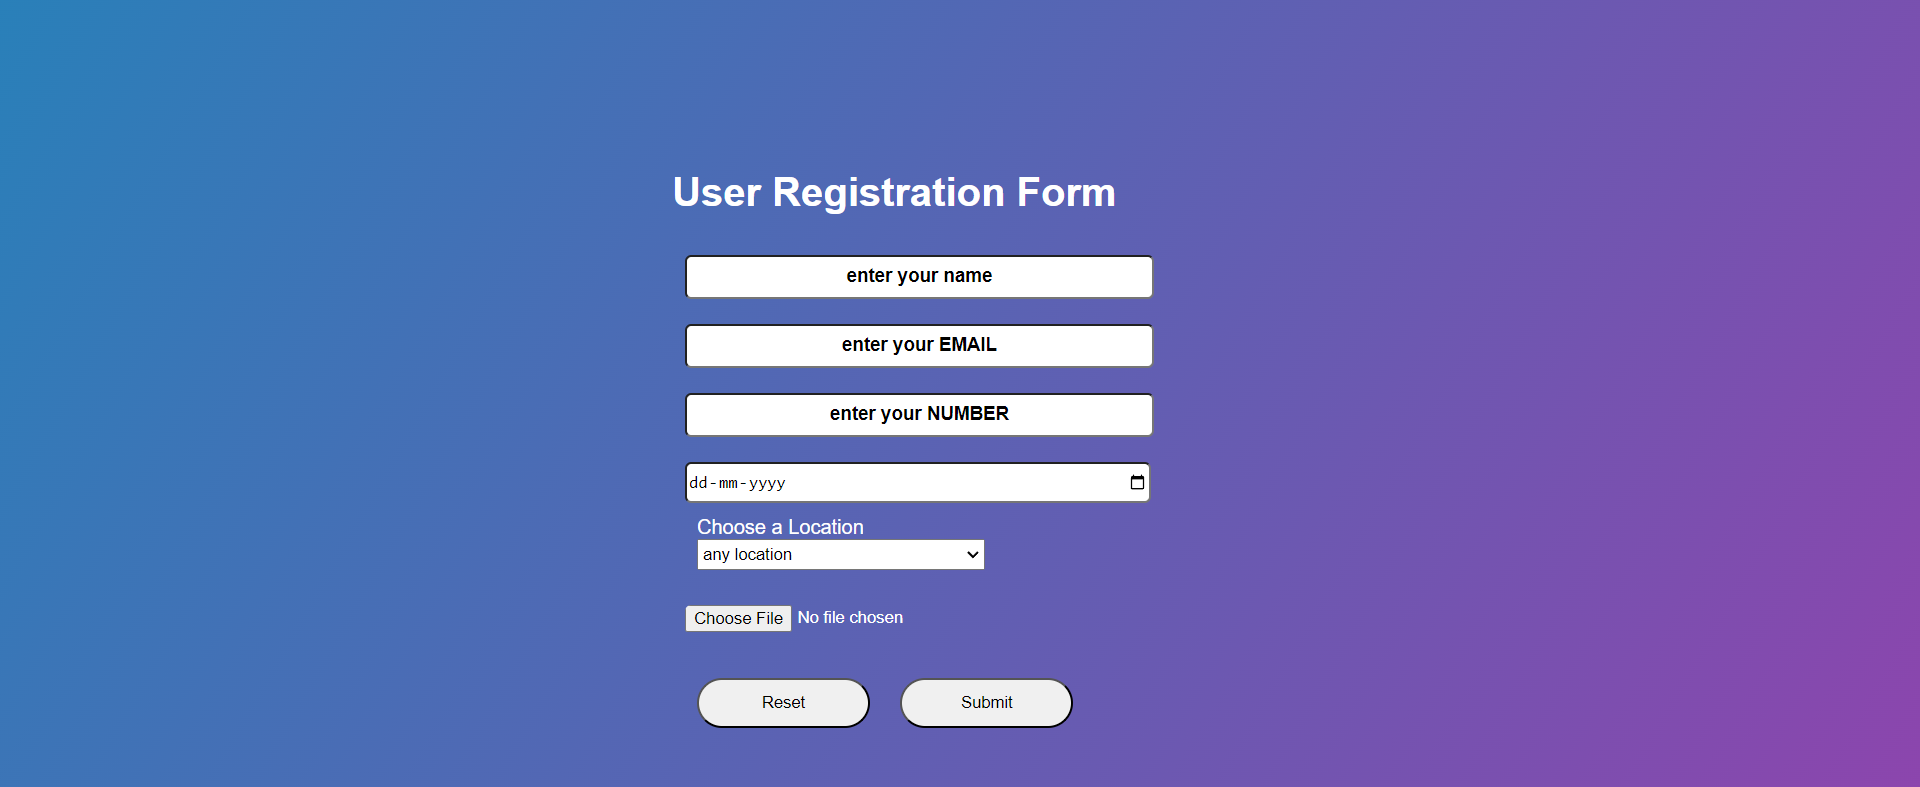 User Registration Form
enter your name
enter your EMAIL
enter your NUMBER
dd-mm-yyyy
Choose a Location
any location
Choose File No file chosen
Reset Submit